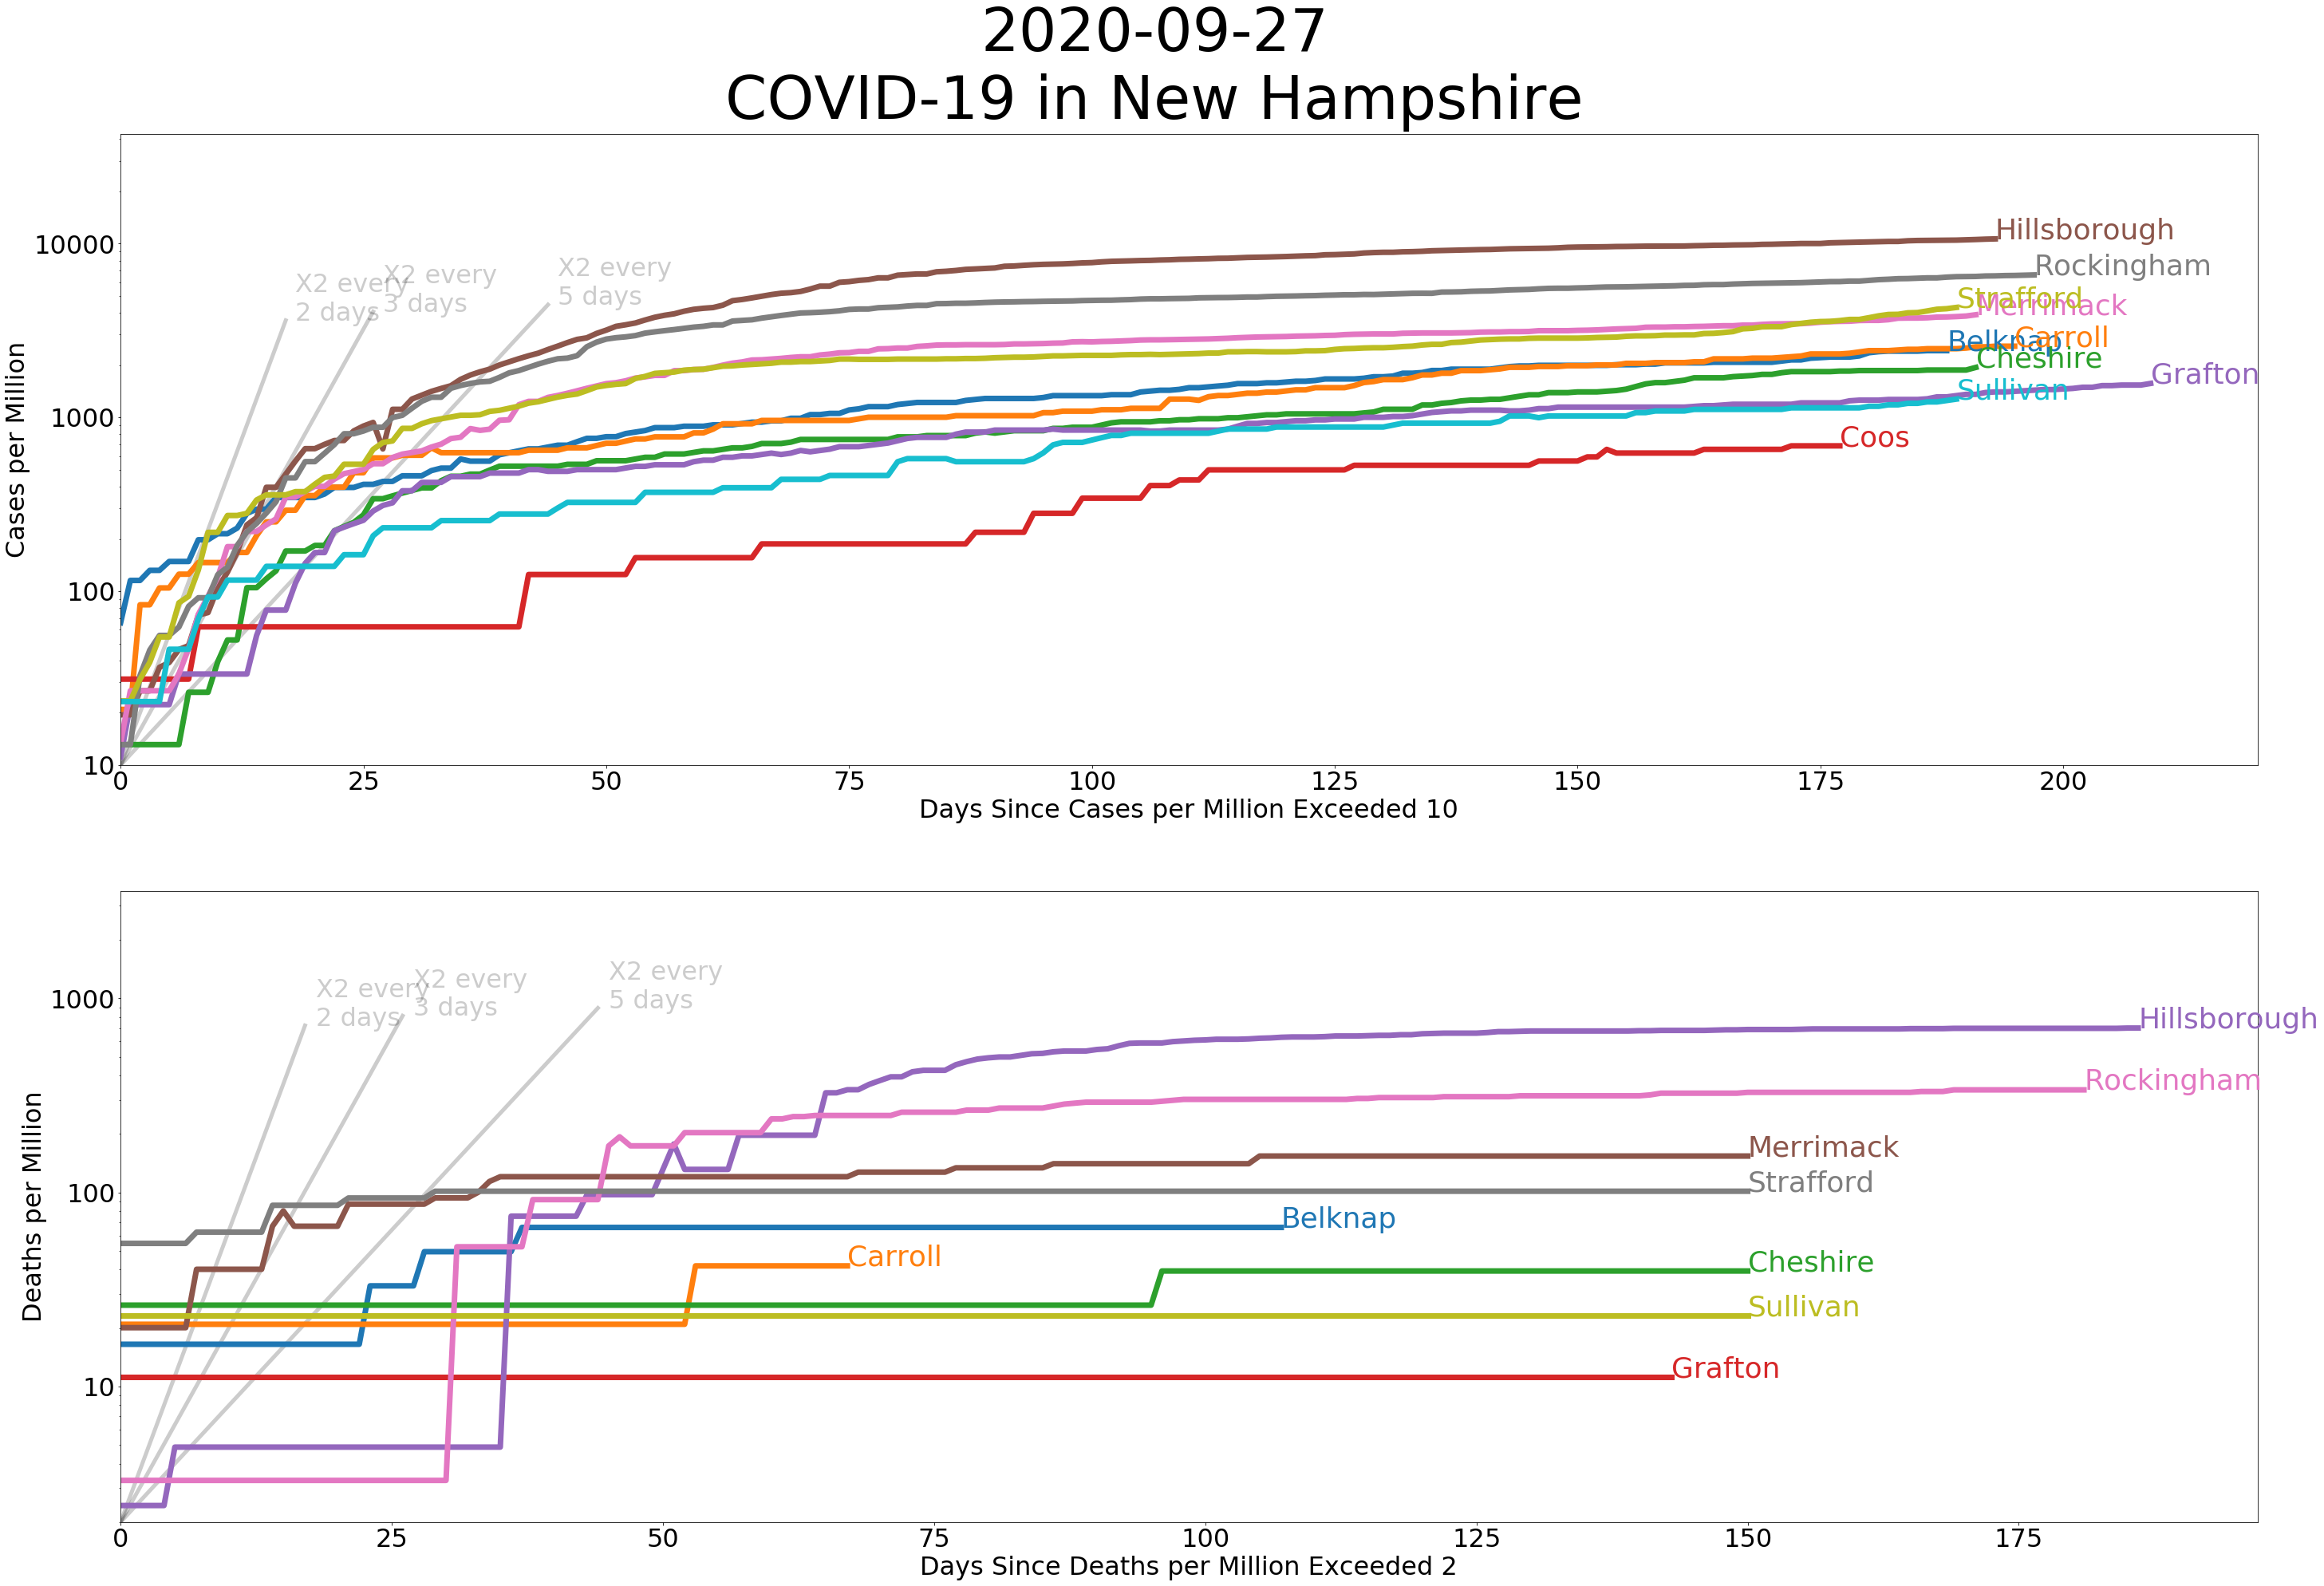 2020-09-27
COVID-19 in New Hampshire
10000
1000
100
10
Cases per Million
X2 every
2 days
X2 every
3 days
X2 every
5 days
Hillsborough
Rockingham
Strafford
Merrimack
Belknap
Carroll
Cheshire
Grafton
Sullivan
Coos
0 25 50 75 100 125 150 175 200
Days Since Cases per Million Exceeded 10
1000
100
10
Deaths per Million
X2 every
2 days
X2 every
3 days
X2 every
5 days
Hillsborough
Rockingham
Merrimack
Strafford
Belknap
Carroll
Cheshire
Sullivan
Grafton
0 25 50 75 100 125 150 175
Days Since Deaths per Million Exceeded 2